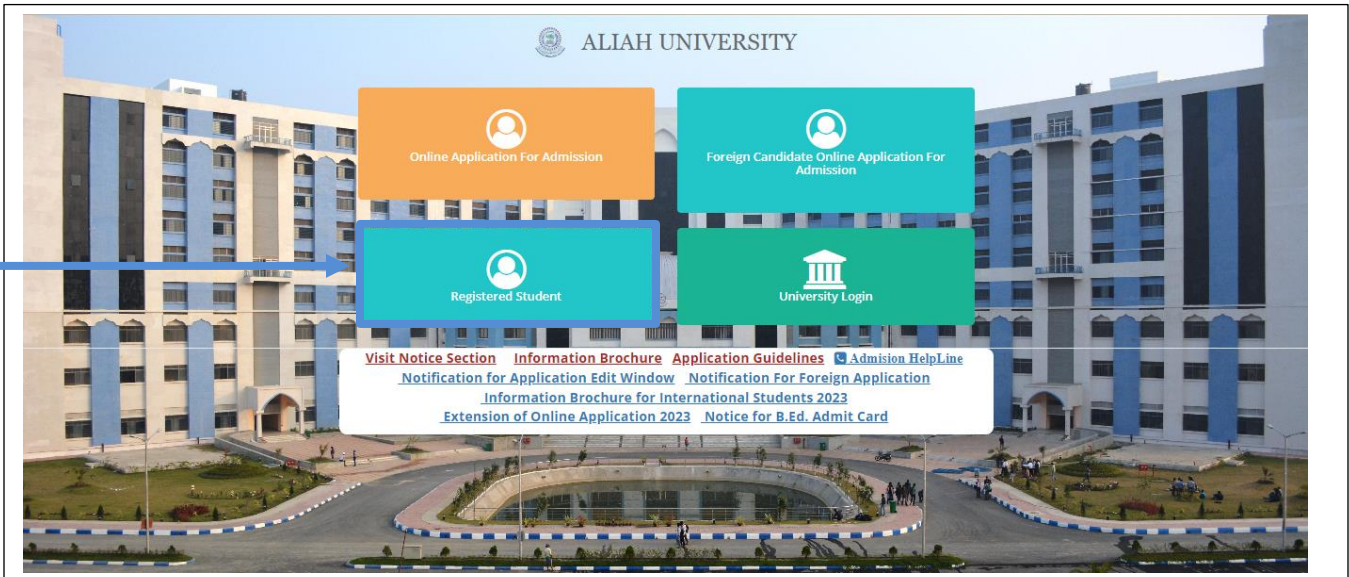 ALIAH UNIVERSITY
Online Application For Admission
Foreign Candidate Online Application For
Admission
Registered Student
University Login
Visit Notice Section Information Brochure Application Guidelines Admision HelpLine
Notification for Application Edit Window Notification For Foreign Application
Information Brochure for International Students 2023
Extension of Online Application 2023 Notice for B.Ed. Admit Card